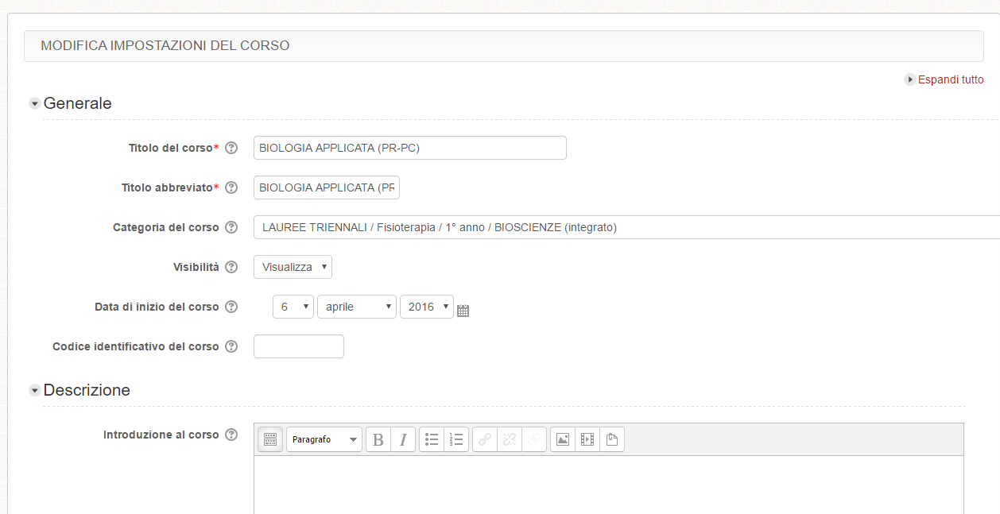 MODIFICA IMPOSTAZIONI DEL CORSO
Espandi tutto
Generale
Titolo del corso* BIOLOGIA APPLICATA (PR-PC)
Titolo abbreviato* BIOLOGIA APPLICATA (PR
Categoria del corso LAUREE TRIENNALI / Fisioterapia / 1° anno / BIOSCIENZE (integrato)
Visibilità Visualizza
Data di inizio del corso 6 aprile 2016
Codice identificativo del corso
Descrizione
Introduzione al corso Paragrafo B I